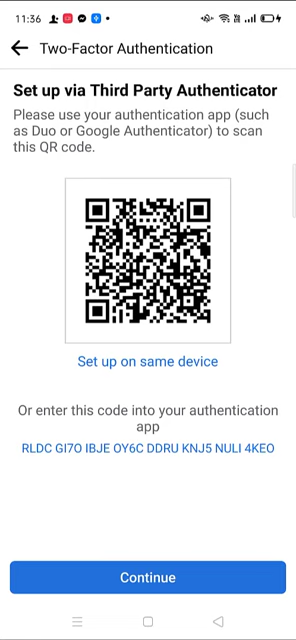 11:36
Two-Factor Authentication
Set up via Third Party Authenticator
Please use your authentication app (such
as Duo or Google Authenticator) to scan
this QR code.
Set up on same device
Or enter this code into your authentication
app
RLDC GI7O IBJE OY6C DDRU KNJ5 NULI 4KEO
Continue